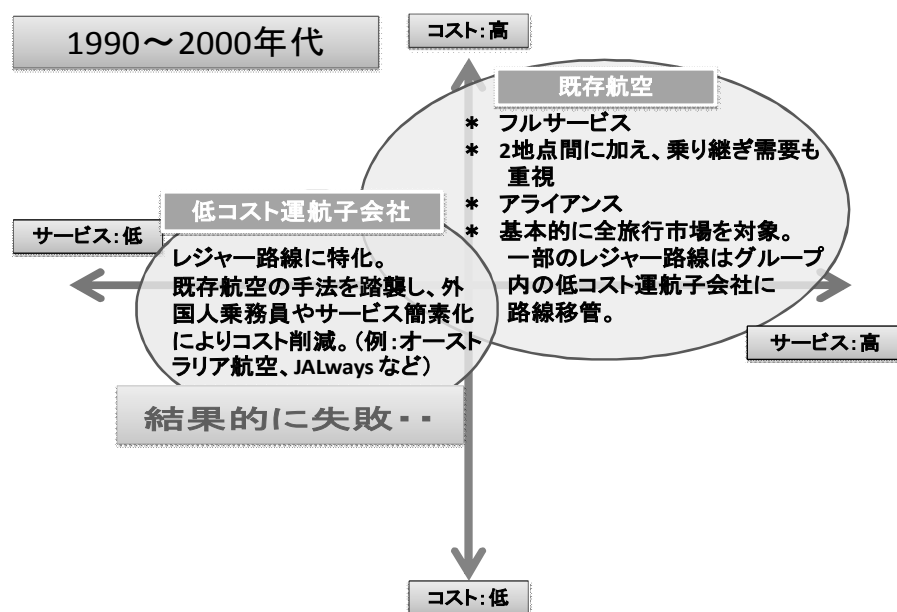 1990～2000年代
コスト：高
既存航空
* フルサービス
* 2地点間に加え、乗り継ぎ需要も
重視
* アライアンス
* 基本的に全旅行市場を対象。
一部のレジャー路線はグループ
内の低コスト運航子会社に
路線移管。
低コスト運航子会社
サービス：低
レジャー路線に特化。
既存航空の手法を踏襲し、外
国人乗務員やサービス簡素化
によりコスト削減。（例：オースト
ラリア航空、JALways など）
サービス：高
結果的に失敗・・
コスト：低